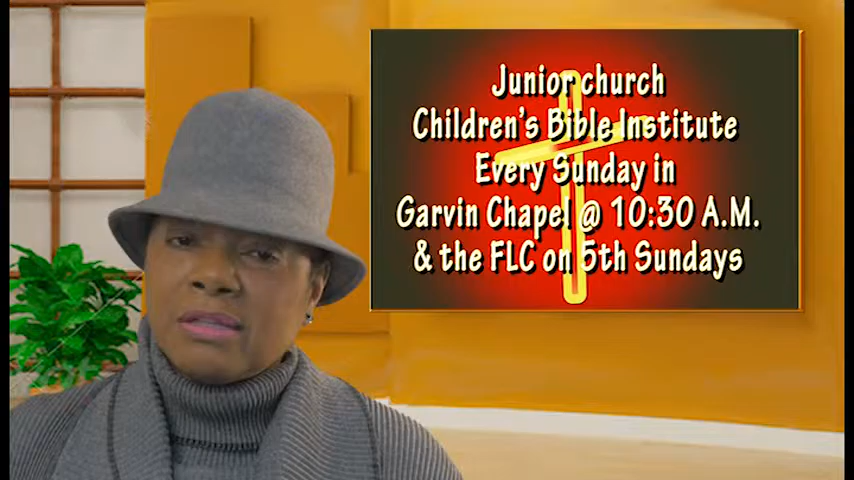 Junior church
Children's Bible Institute
Every Sunday in
Garvin Chapel @ 10:30 A.M.
& the FLC on 5th Sundays